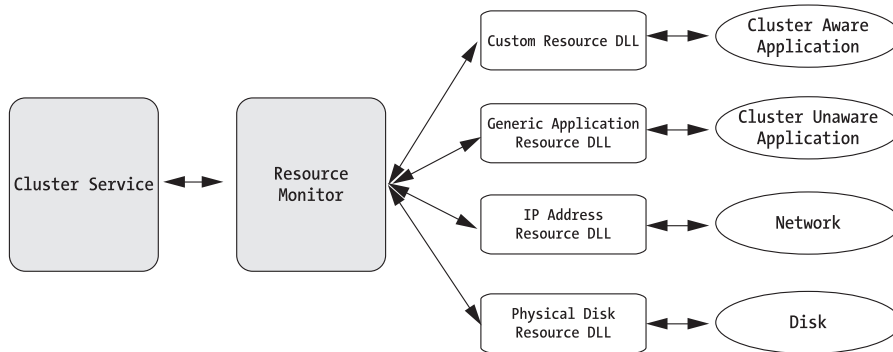 Cluster Service
Resource
Monitor
Custom Resource DLL
Cluster Aware
Application
Generic Application
Resource DLL
Cluster Unaware
Application
IP Address
Resource DLL
Network
Physical Disk
Resource DLL
Disk